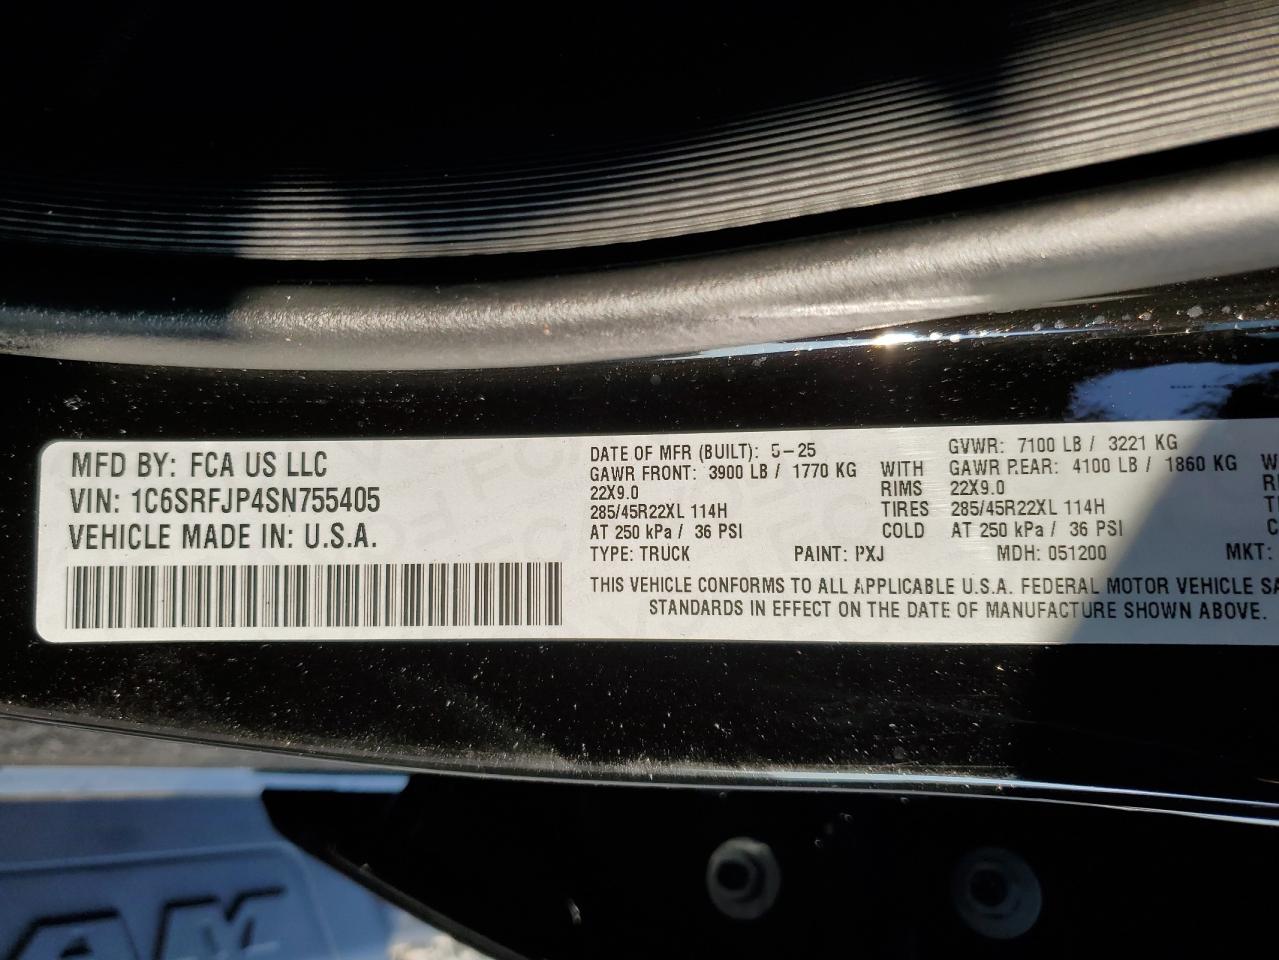 MFD BY: FCA US LLC
VIN: 1C6SRFJP4SN755405
VEHICLE MADE IN: U.S.A.
DATE OF MFR (BUILT): 5-25 GVWR: 7100 LB / 3221 KG
GAWR FRONT: 3900 LB / 1770 KG WITH GAWR REAR: 4100 LB / 1860 KG
22X9.0 RIMS 22X9.0
285/45R22XL 114H TIRES 285/45R22XL 114H
AT 250 kPa / 36 PSI COLD AT 250 kPa / 36 PSI
TYPE: TRUCK PAINT: PXJ MDH: 051200 MKT:
THIS VEHICLE CONFORMS TO ALL APPLICABLE U.S.A. FEDERAL MOTOR VEHICLE SA
STANDARDS IN EFFECT ON THE DATE OF MANUFACTURE SHOWN ABOVE.
AM